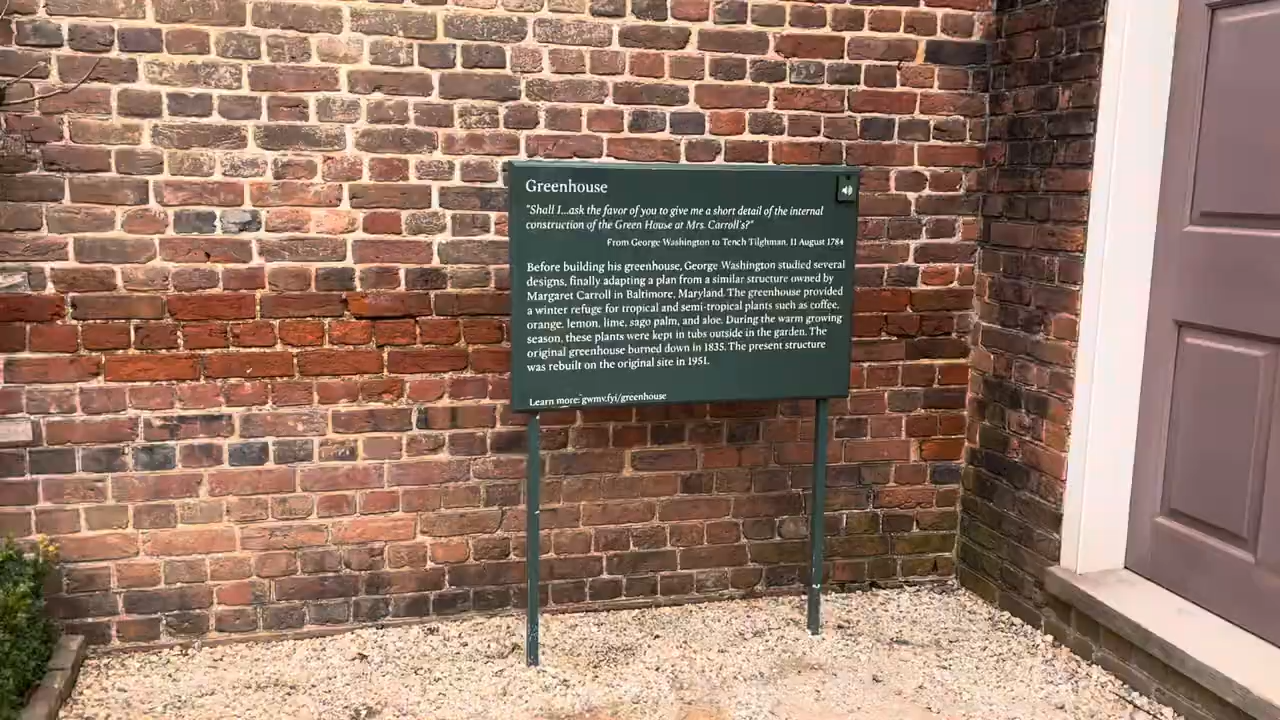 Greenhouse
"Shall I...ask the favor of you to give me a short detail of the internal
construction of the Green House at Mrs. Carroll's?"
From George Washington to Tench Tilghman, 11 August 1784
Before building his greenhouse, George Washington studied several
designs, finally adapting a plan from a similar structure owned by
Margaret Carroll in Baltimore, Maryland. The greenhouse provided
a winter refuge for tropical and semi-tropical plants such as coffee,
orange, lemon, lime, sago palm, and aloe. During the warm growing
season, these plants were kept in tubs outside in the garden. The
original greenhouse burned down in 1835. The present structure
was rebuilt on the original site in 1951.
Learn more: gwmv.fyi/greenhouse